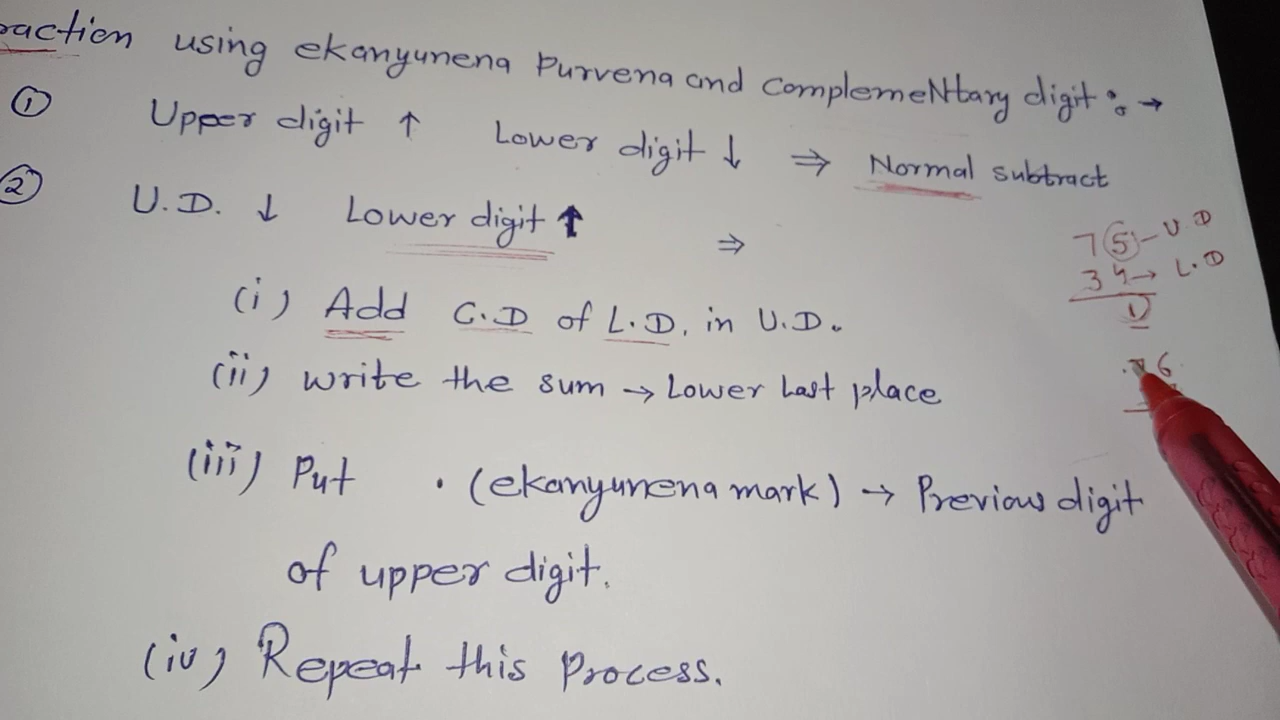 raction using ekanyunena Purvena and complemeNtary digit :. →
① Upper digit ↑ Lower digit ↓ ⇒ Normal subtract
② U.D. ↓ Lower digit ↑ ⇒
75 – U D
34 → L.D
1
(i) Add C.D of L.D. in U.D.
(ii) write the sum → Lower Last place
.76
(iii) Put . (ekanyunena mark) → Previous digit
of upper digit.
(iv) Repeat this Process.